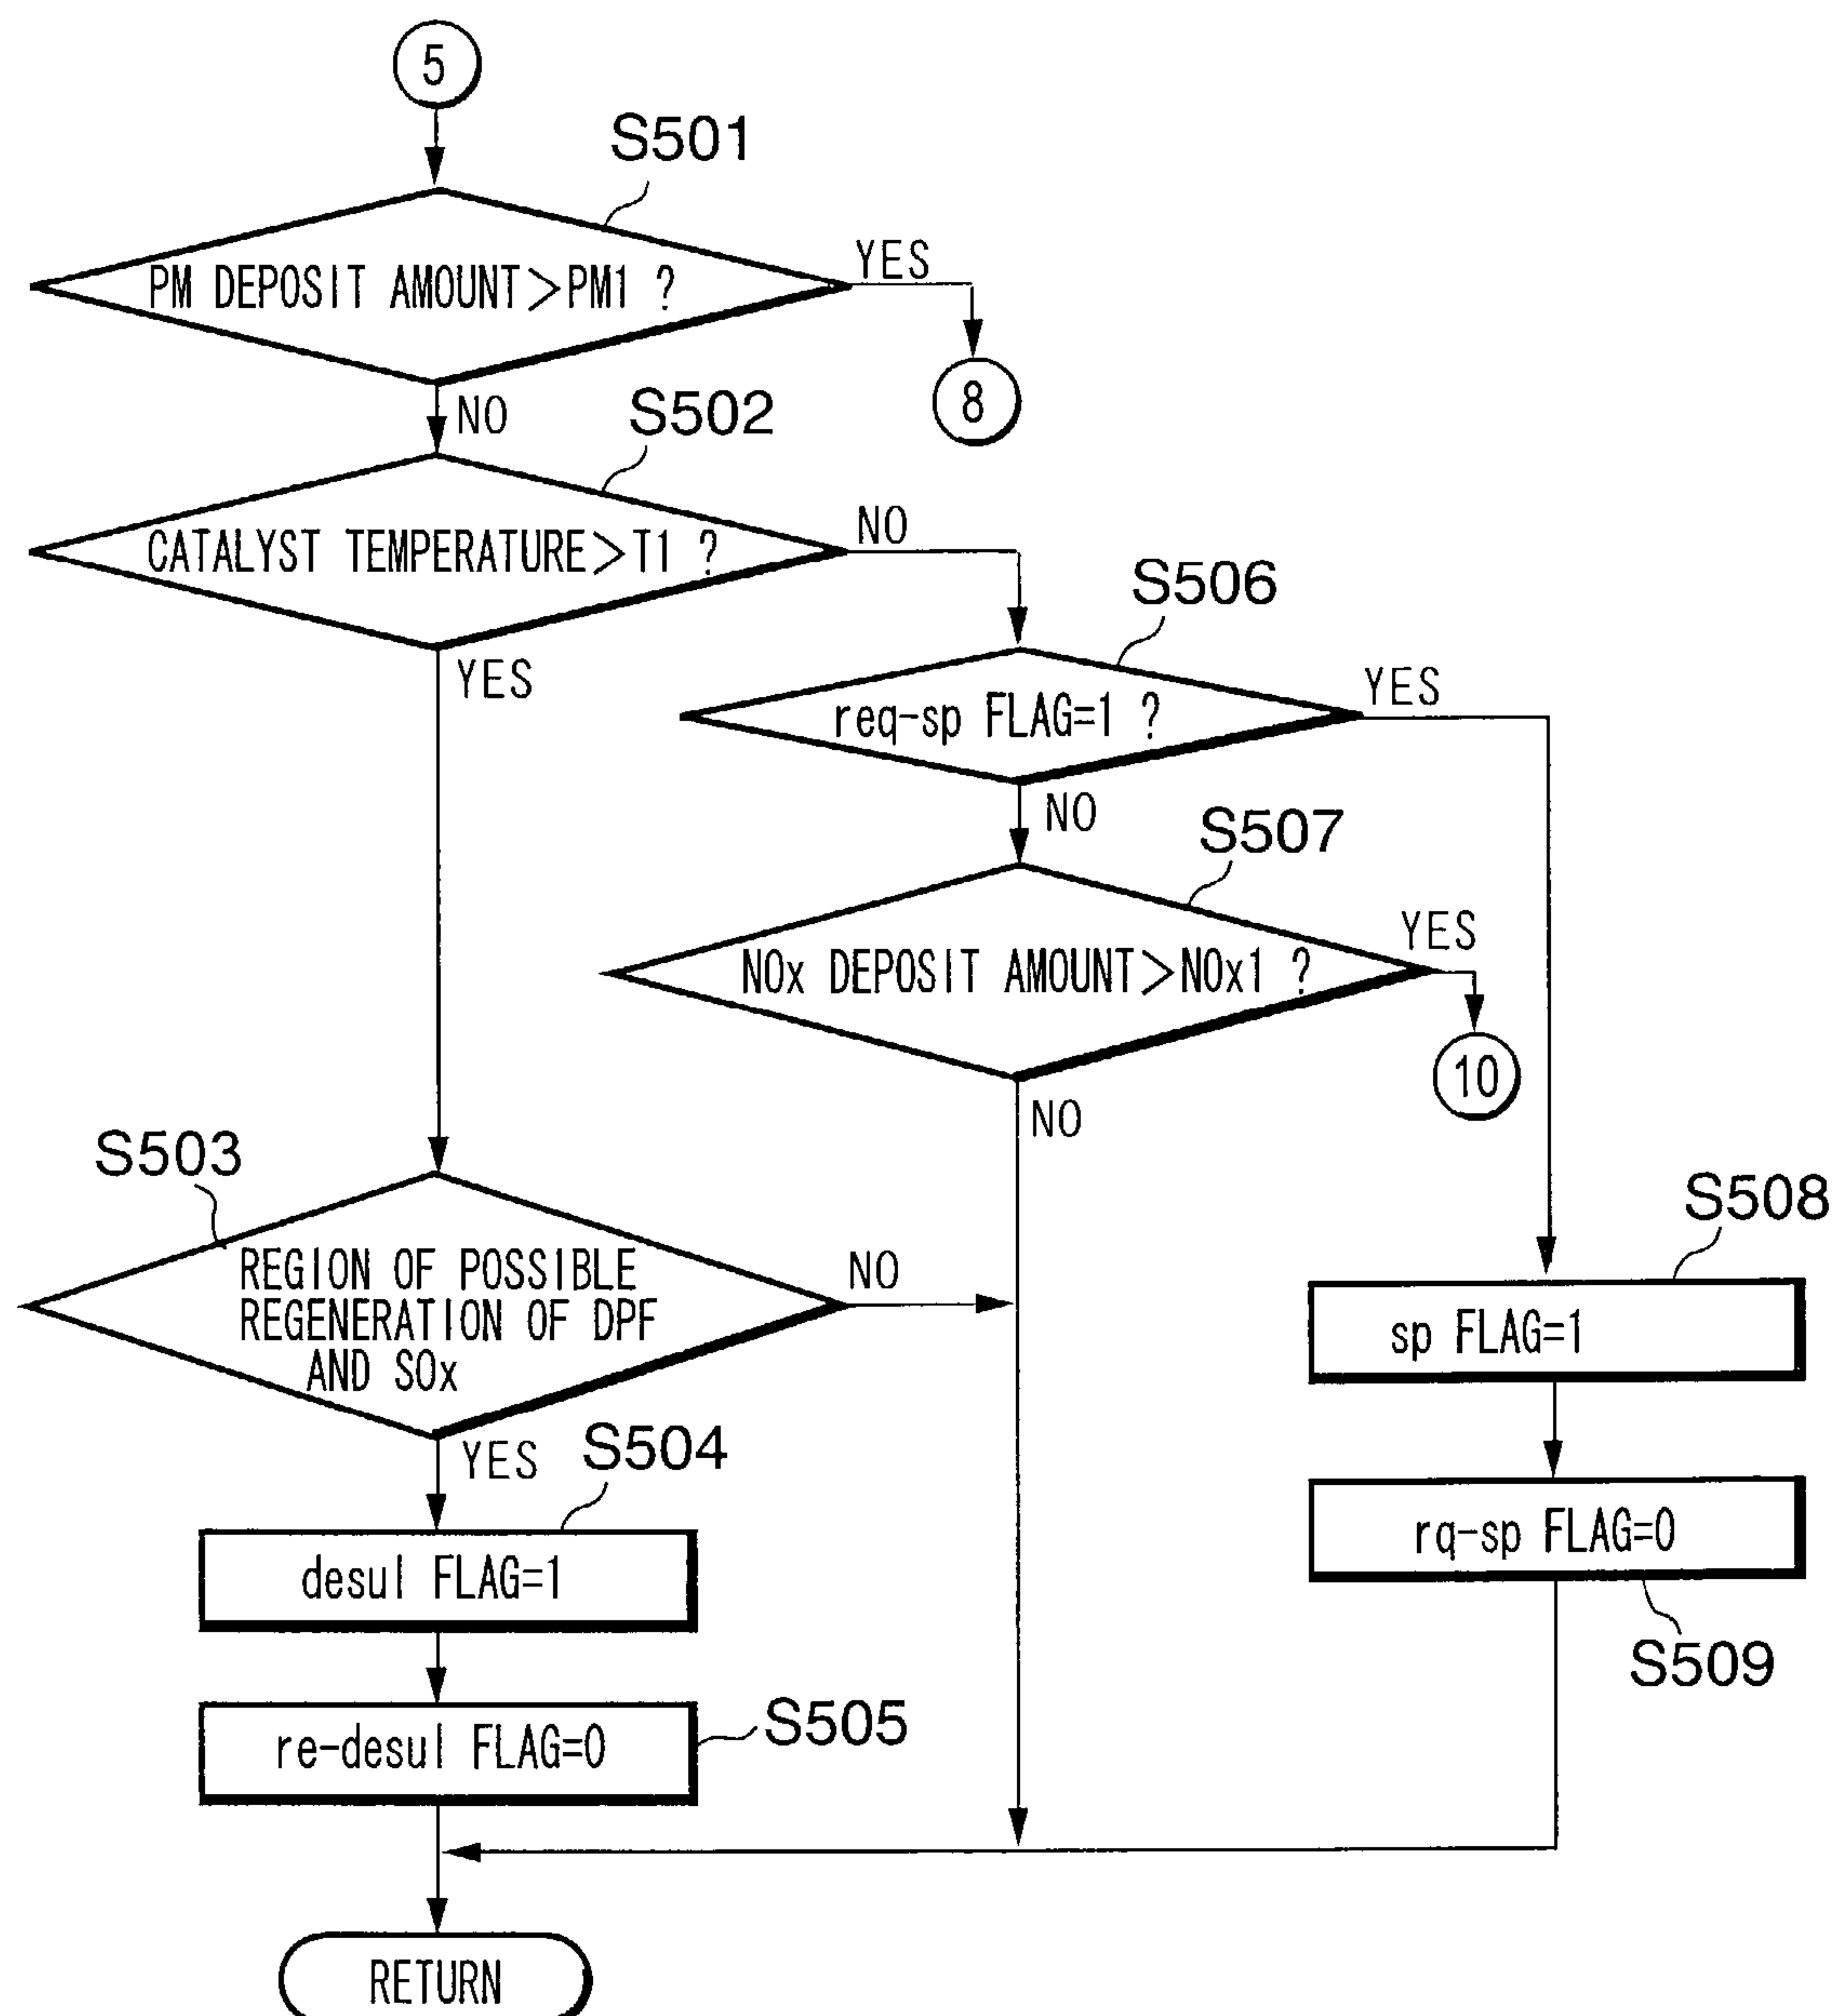 5
S501
PM DEPOSIT AMOUNT>PM1 ?
YES
8
NO
S502
CATALYST TEMPERATURE>T1 ?
NO
YES
S506
req-sp FLAG=1 ?
YES
NO
S507
NOx DEPOSIT AMOUNT>NOx1 ?
YES
10
NO
S503
REGION OF POSSIBLE
REGENERATION OF DPF
AND SOx
NO
YES
S504
desul FLAG=1
S505
re-desul FLAG=0
S508
sp FLAG=1
rq-sp FLAG=0
S509
RETURN